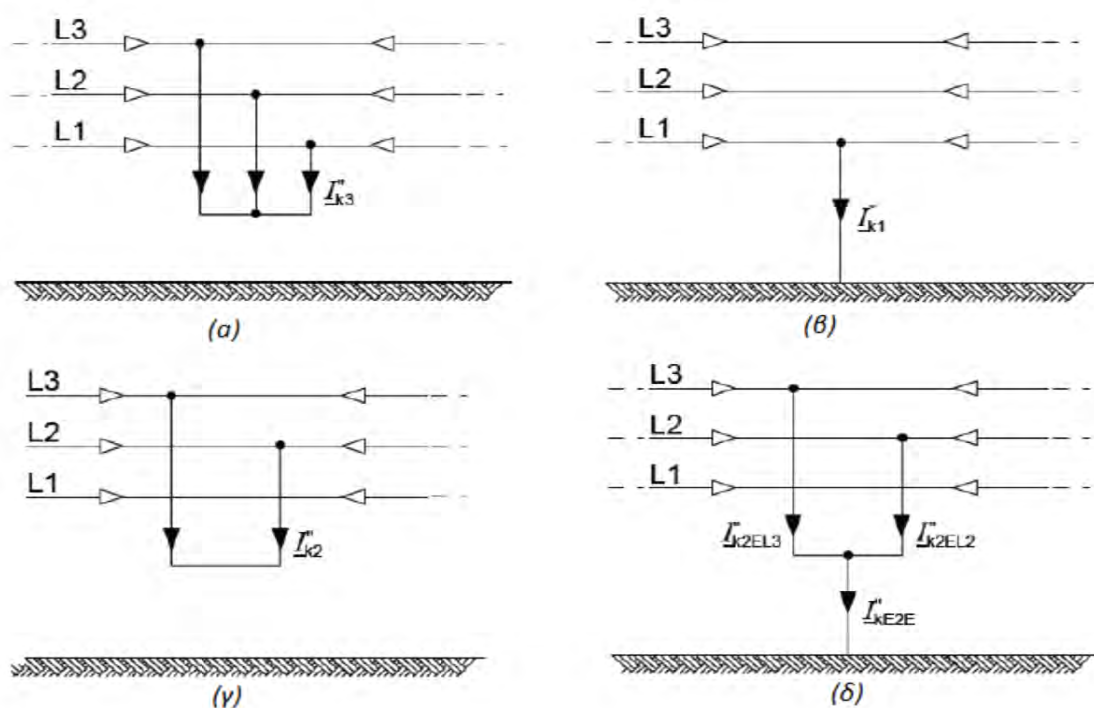 L3
L2
L1
I"k3
(α)
L3
L2
L1
I"k1
(β)
L3
L2
L1
I"k2
(γ)
L3
L2
L1
I"k2EL3
I"k2EL2
I"kE2E
(δ)